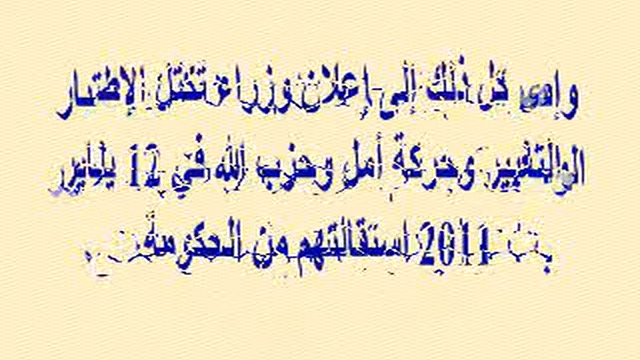 وادى كل ذلك إلى إعلان وزراء تكتل الإصلاح
والتغيير وحركة أمل وحزب الله في 12 يناير
2011 استقالتهم من الحكومة